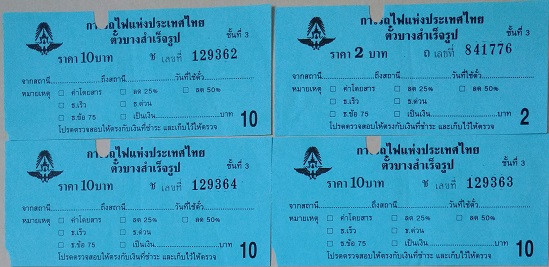 การรถไฟแห่งประเทศไทย
ตั๋วบางสำเร็จรูป
ชั้นที่ 3
ราคา 10 บาท ช เลขที่ 129362
จากสถานี ถึงสถานี วันที่ใช้ตั๋ว
หมายเหตุ □ ค่าโดยสาร □ ลด 25% □ ลด 50%
□ ธ.เร็ว □ ธ.ด่วน
□ ธ.ข้อ 75 □ เป็นเงิน บาท 10
โปรดตรวจสอบให้ตรงกับเงินที่ชำระ และเก็บไว้ให้ตรวจ
การรถไฟแห่งประเทศไทย
ตั๋วบางสำเร็จรูป
ชั้นที่ 3
ราคา 2 บาท ถ เลขที่ 841776
จากสถานี ถึงสถานี วันที่ใช้ตั๋ว
หมายเหตุ □ ค่าโดยสาร □ ลด 25% □ ลด 50%
□ ธ.เร็ว □ ธ.ด่วน
□ ธ.ข้อ 75 □ เป็นเงิน บาท 2
โปรดตรวจสอบให้ตรงกับเงินที่ชำระ และเก็บไว้ให้ตรวจ
การรถไฟแห่งประเทศไทย
ตั๋วบางสำเร็จรูป
ชั้นที่ 3
ราคา 10 บาท ช เลขที่ 129364
จากสถานี ถึงสถานี วันที่ใช้ตั๋ว
หมายเหตุ □ ค่าโดยสาร □ ลด 25% □ ลด 50%
□ ธ.เร็ว □ ธ.ด่วน
□ ธ.ข้อ 75 □ เป็นเงิน บาท 10
โปรดตรวจสอบให้ตรงกับเงินที่ชำระ และเก็บไว้ให้ตรวจ
การรถไฟแห่งประเทศไทย
ตั๋วบางสำเร็จรูป
ชั้นที่ 3
ราคา 10 บาท ช เลขที่ 129363
จากสถานี ถึงสถานี วันที่ใช้ตั๋ว
หมายเหตุ □ ค่าโดยสาร □ ลด 25% □ ลด 50%
□ ธ.เร็ว □ ธ.ด่วน
□ ธ.ข้อ 75 □ เป็นเงิน บาท 10
โปรดตรวจสอบให้ตรงกับเงินที่ชำระ และเก็บไว้ให้ตรวจ